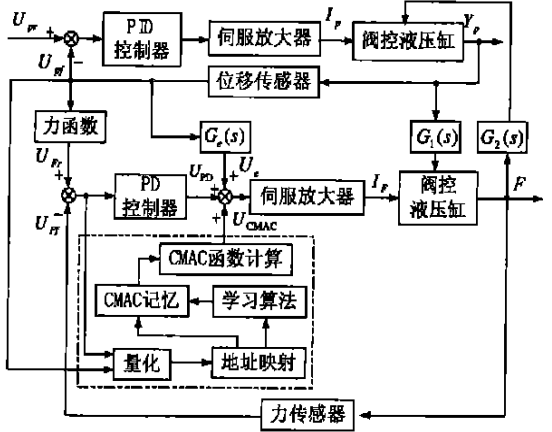 U_pr + PID 控制器 伺服放大器 I_p 阀控液压缸 Y_p
U_pf − 位移传感器
力函数 G_e(s) G_1(s) G_2(s)
U_Fr + PD 控制器 U_PD + + U_e 伺服放大器 I_F 阀控 液压缸 F
U_Ff − + U_CMAC
CMAC函数计算
CMAC记忆 学习算法
量化 地址映射
力传感器